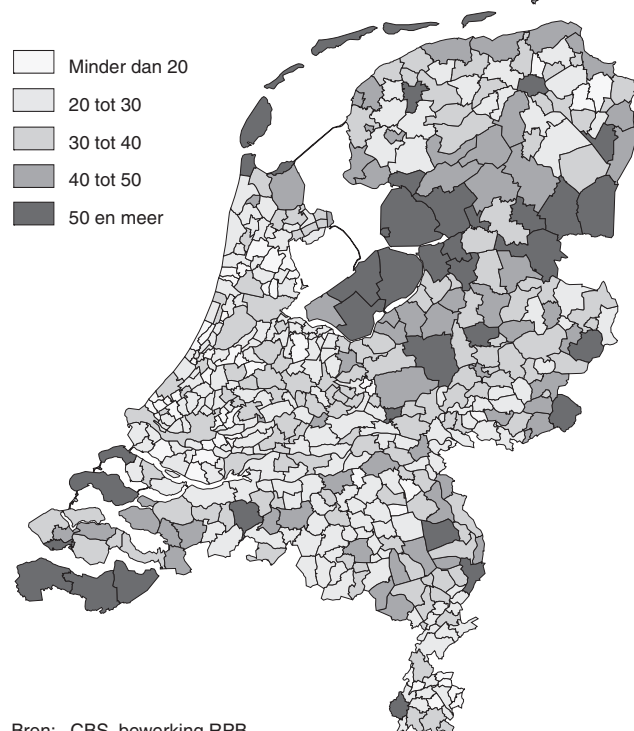 Minder dan 20
20 tot 30
30 tot 40
40 tot 50
50 en meer
Bron: CBS, bewerking RPB